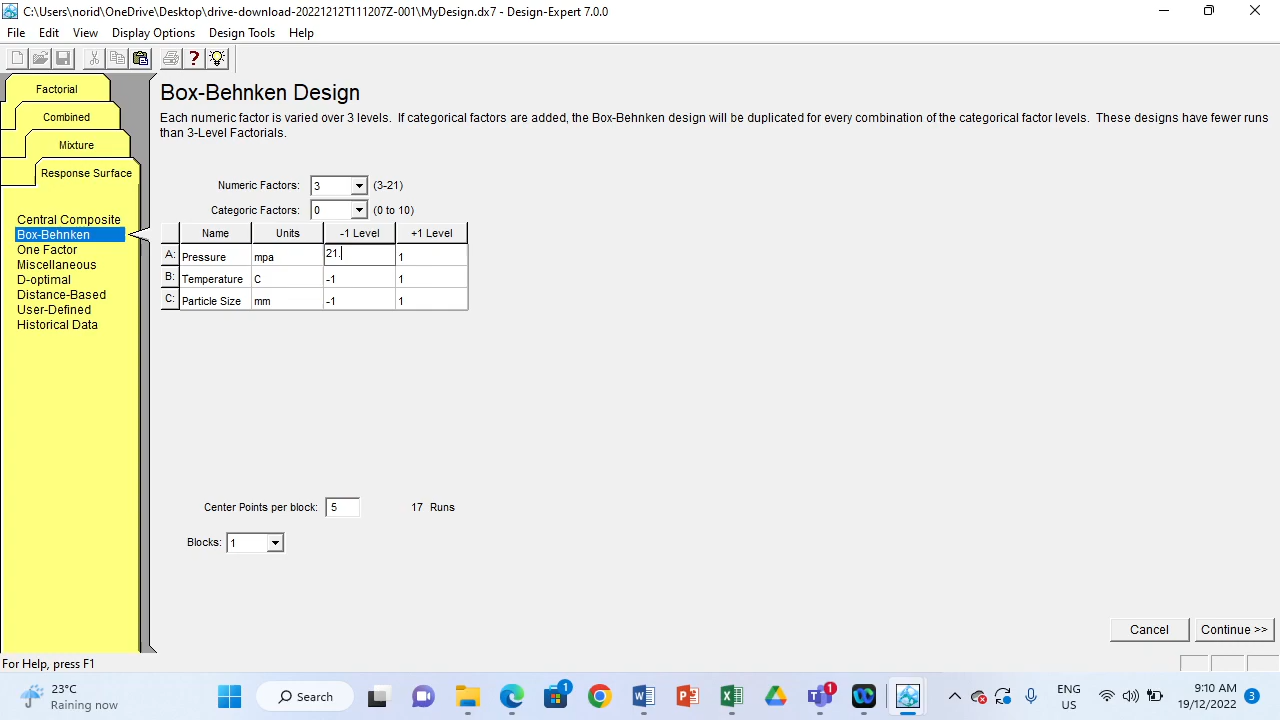 C:\Users\norid\OneDrive\Desktop\drive-download-20221212T111207Z-001\MyDesign.dx7 - Design-Expert 7.0.0
File Edit View Display Options Design Tools Help
Factorial
Combined
Mixture
Response Surface
Central Composite
Box-Behnken
One Factor
Miscellaneous
D-optimal
Distance-Based
User-Defined
Historical Data
Box-Behnken Design
Each numeric factor is varied over 3 levels. If categorical factors are added, the Box-Behnken design will be duplicated for every combination of the categorical factor levels. These designs have fewer runs
than 3-Level Factorials.
Numeric Factors: 3 (3-21)
Categoric Factors: 0 (0 to 10)
Name Units -1 Level +1 Level
A: Pressure mpa 21. 1
B: Temperature C -1 1
C: Particle Size mm -1 1
Center Points per block: 5 17 Runs
Blocks: 1
Cancel Continue >>
For Help, press F1
23°C
Raining now
Search
1
1
ENG
US
9:10 AM
19/12/2022
3